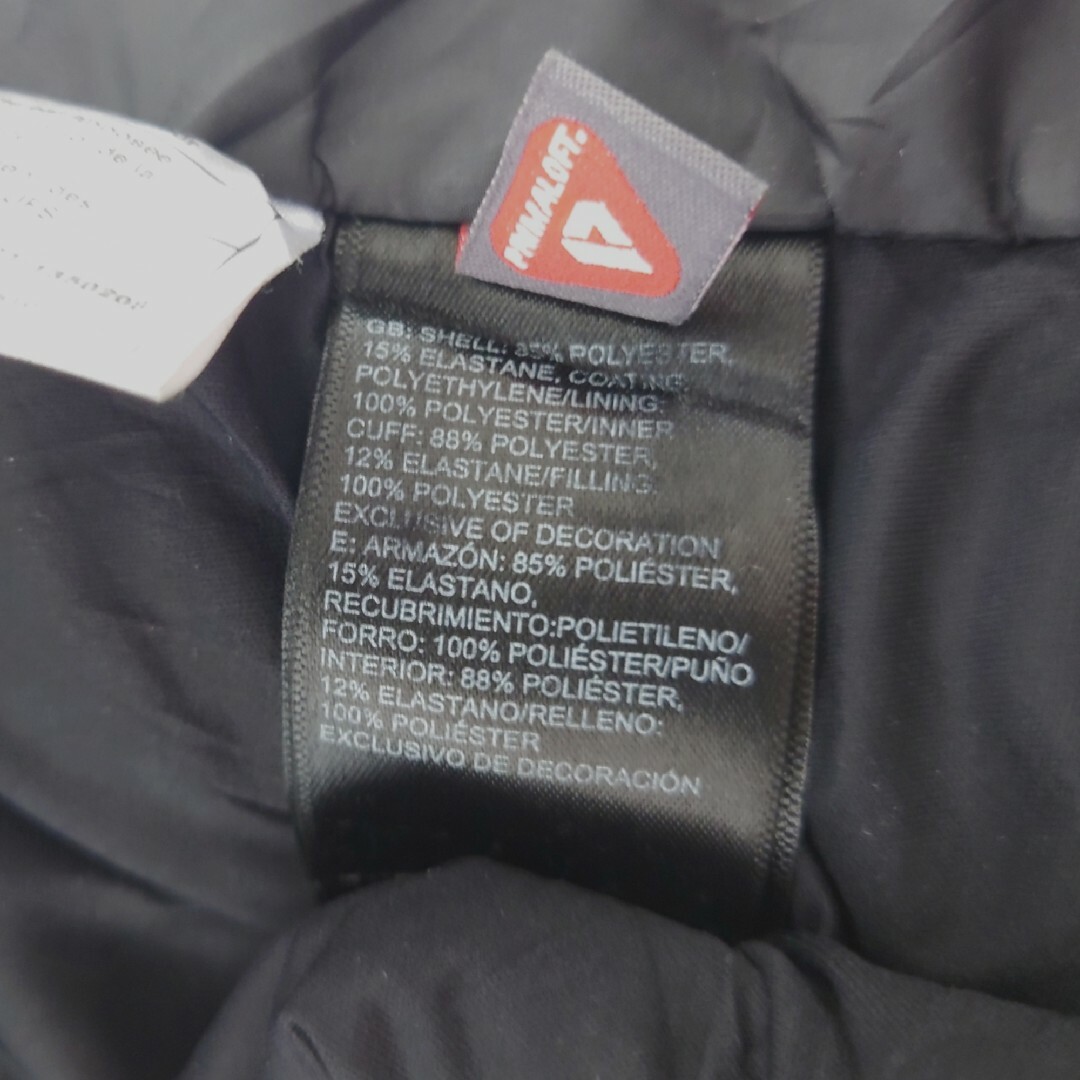 PRIMALOFT.
GB: SHELL: 85% POLYESTER,
15% ELASTANE, COATING:
POLYETHYLENE/LINING:
100% POLYESTER/INNER
CUFF: 88% POLYESTER,
12% ELASTANE/FILLING:
100% POLYESTER
EXCLUSIVE OF DECORATION
E: ARMAZÓN: 85% POLIÉSTER,
15% ELASTANO,
RECUBRIMIENTO:POLIETILENO/
FORRO: 100% POLIÉSTER/PUÑO
INTERIOR: 88% POLIÉSTER,
12% ELASTANO/RELLENO:
100% POLIÉSTER
EXCLUSIVO DE DECORACIÓN